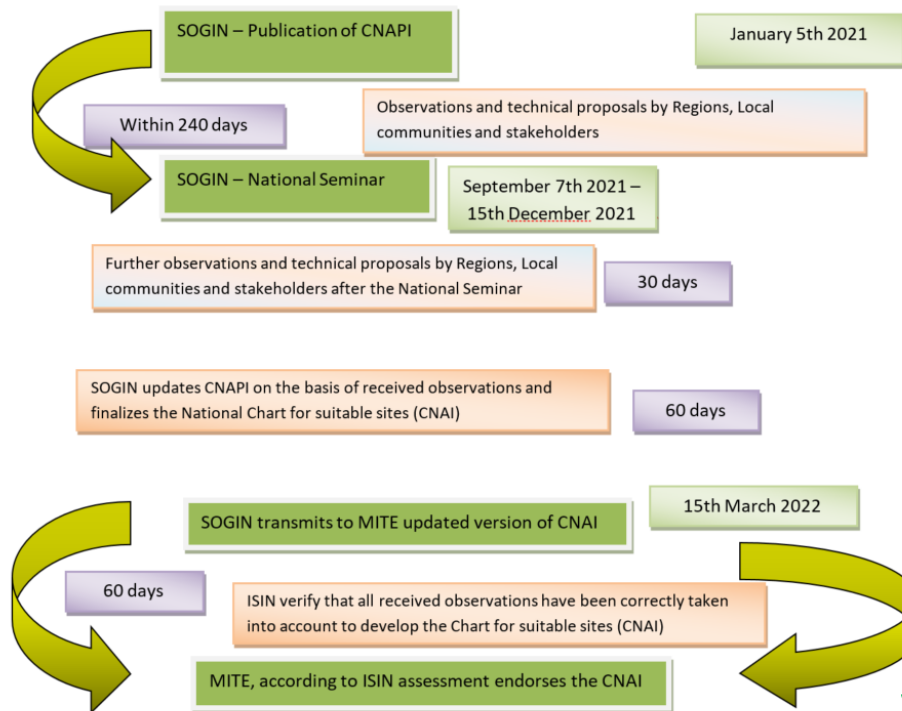 SOGIN – Publication of CNAPI
January 5th 2021
Within 240 days
Observations and technical proposals by Regions, Local
communities and stakeholders
SOGIN – National Seminar
September 7th 2021 –
15th December 2021
Further observations and technical proposals by Regions, Local
communities and stakeholders after the National Seminar
30 days
SOGIN updates CNAPI on the basis of received observations and
finalizes the National Chart for suitable sites (CNAI)
60 days
SOGIN transmits to MITE updated version of CNAI
15th March 2022
60 days
ISIN verify that all received observations have been correctly taken
into account to develop the Chart for suitable sites (CNAI)
MITE, according to ISIN assessment endorses the CNAI